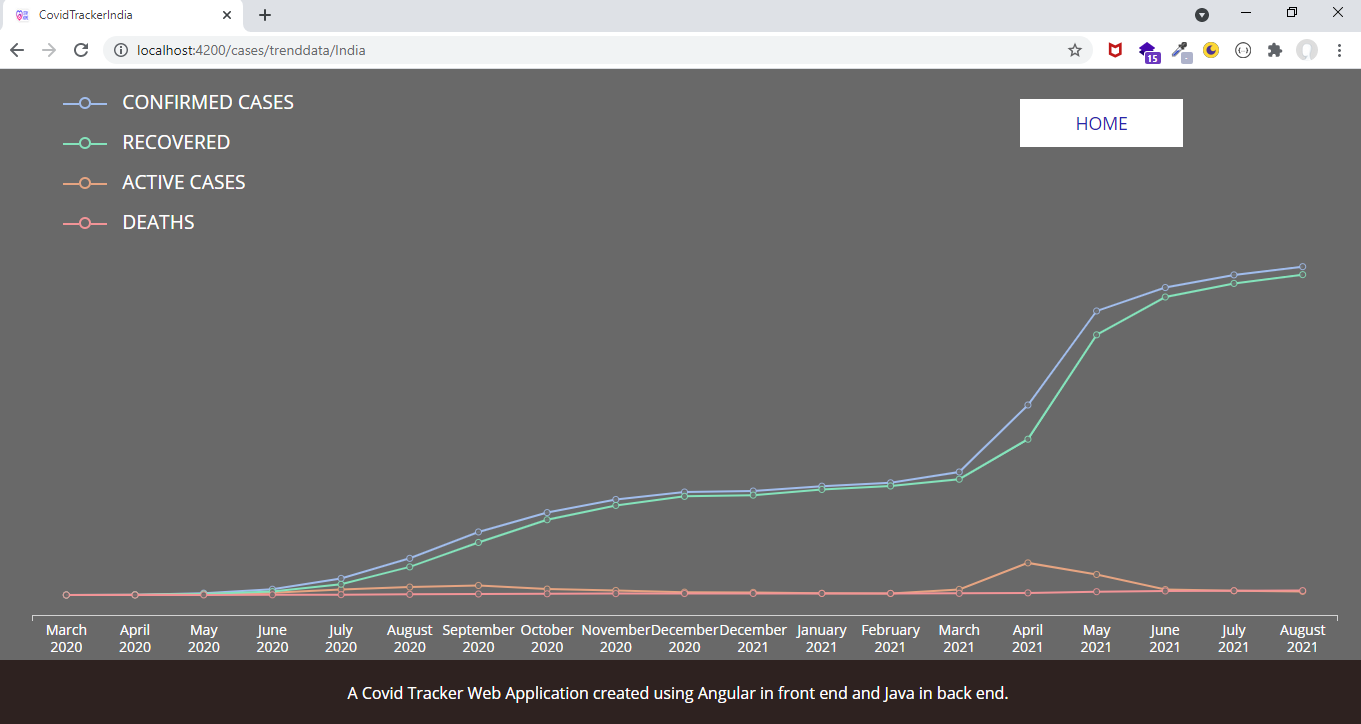 CovidTrackerIndia
localhost:4200/cases/trenddata/India
15
CONFIRMED CASES
HOME
RECOVERED
ACTIVE CASES
DEATHS
March April May June July August September October November December December January February March April May June July August
2020 2020 2020 2020 2020 2020 2020 2020 2020 2020 2020 2021 2021 2021 2021 2021 2021 2021 2021
A Covid Tracker Web Application created using Angular in front end and Java in back end.